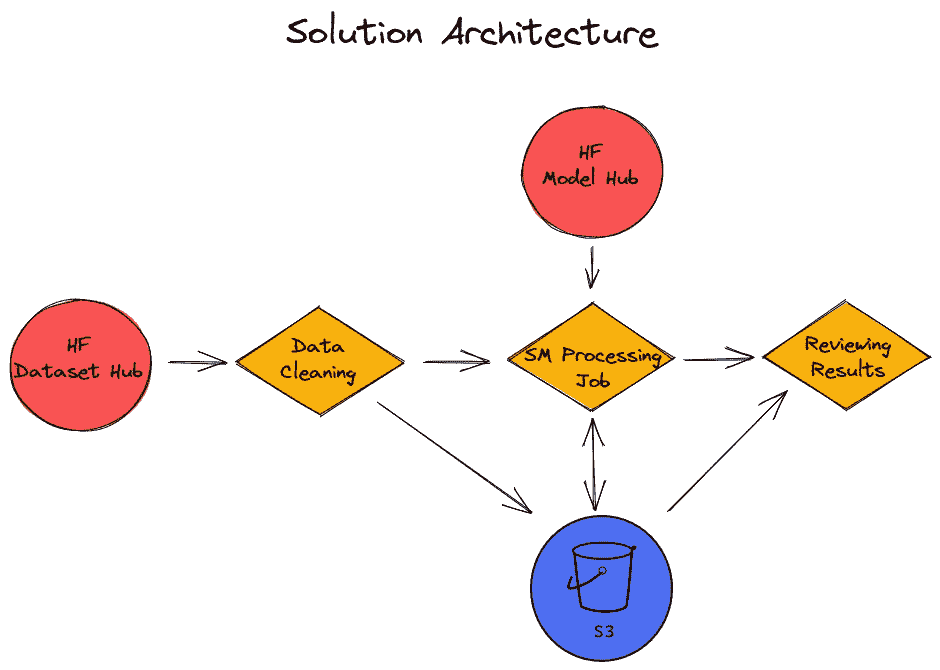 Solution Architecture
HF
Model Hub
HF
Dataset Hub
Data
Cleaning
SM Processing
Job
Reviewing
Results
S3